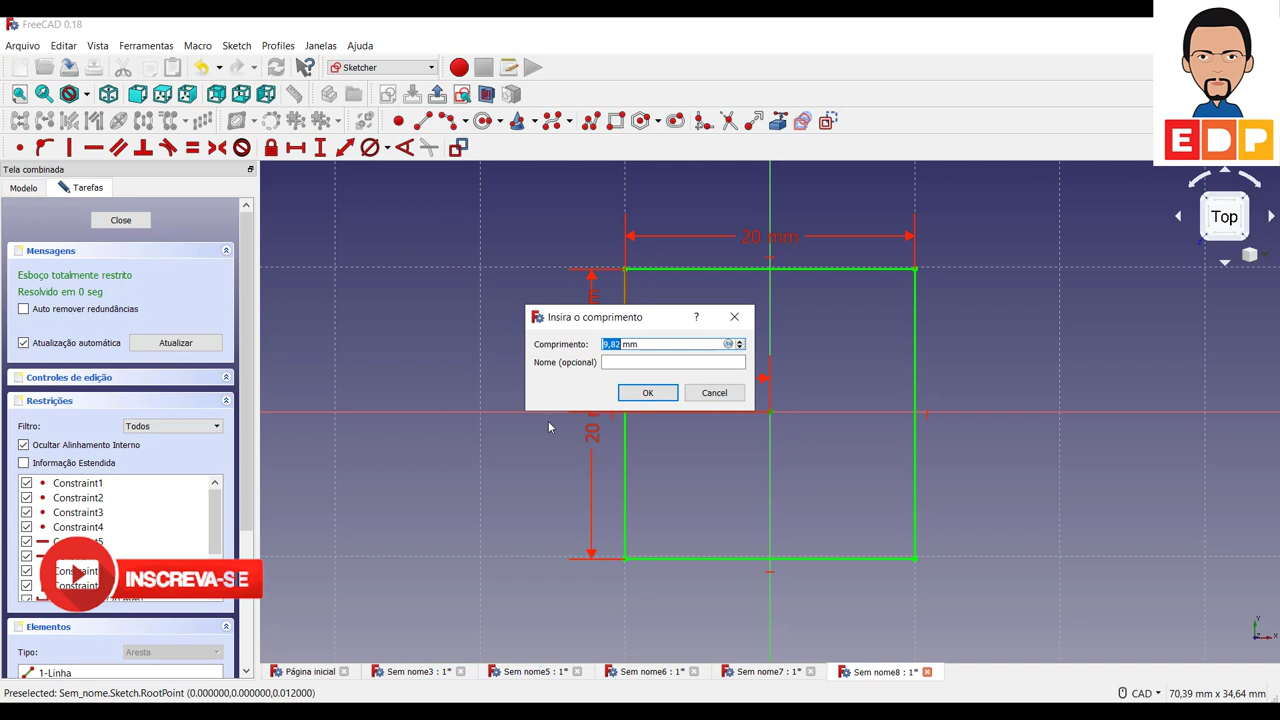 FreeCAD 0.18
Arquivo Editar Vista Ferramentas Macro Sketch Profiles Janelas Ajuda
Sketcher
EDP
Tela combinada
Modelo Tarefas
Close
Top
Mensagens
Esboço totalmente restrito
Resolvido em 0 seg
Auto remover redundâncias
Atualização automática Atualizar
Controles de edição
Restrições
Filtro: Todos
Ocultar Alinhamento Interno
Informação Estendida
Constraint1
Constraint2
Constraint3
Constraint4
INSCREVA-SE
Elementos
Tipo: Aresta
1-Linha
20 mm
Insira o comprimento ?
Comprimento: 9,82 mm
Nome (opcional)
OK Cancel
20
Y
X
Página inicial Sem nome3 : 1* Sem nome5 : 1* Sem nome6 : 1* Sem nome7 : 1* Sem nome8 : 1*
Preselected: Sem_nome.Sketch.RootPoint (0.000000,0.000000,0.012000) CAD 70,39 mm x 34,64 mm